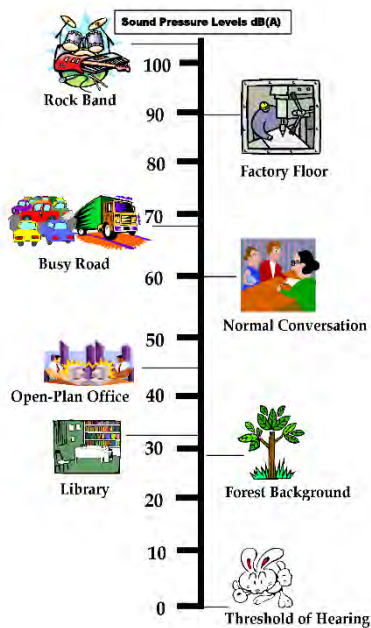 Sound Pressure Levels dB(A)
100
Rock Band
90
80
Factory Floor
70
Busy Road
60
Normal Conversation
50
Open-Plan Office
40
30
Library
Forest Background
20
10
0
Threshold of Hearing